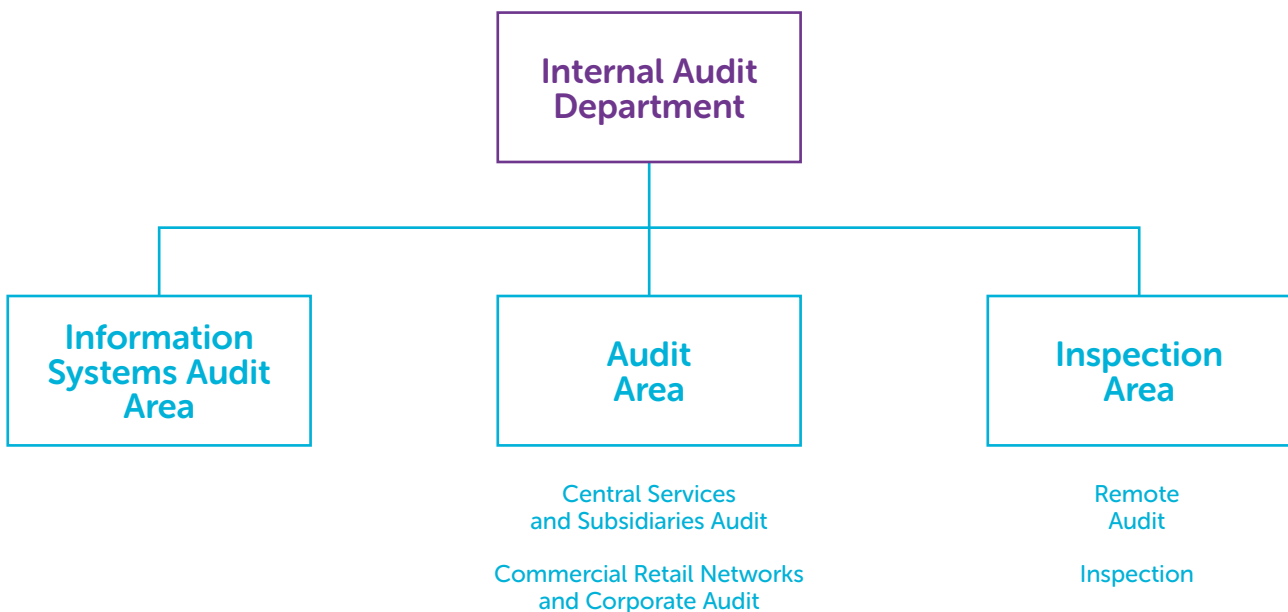 Internal Audit
Department
Information
Systems Audit
Area
Audit
Area
Inspection
Area
Central Services
and Subsidiaries Audit
Commercial Retail Networks
and Corporate Audit
Remote
Audit
Inspection